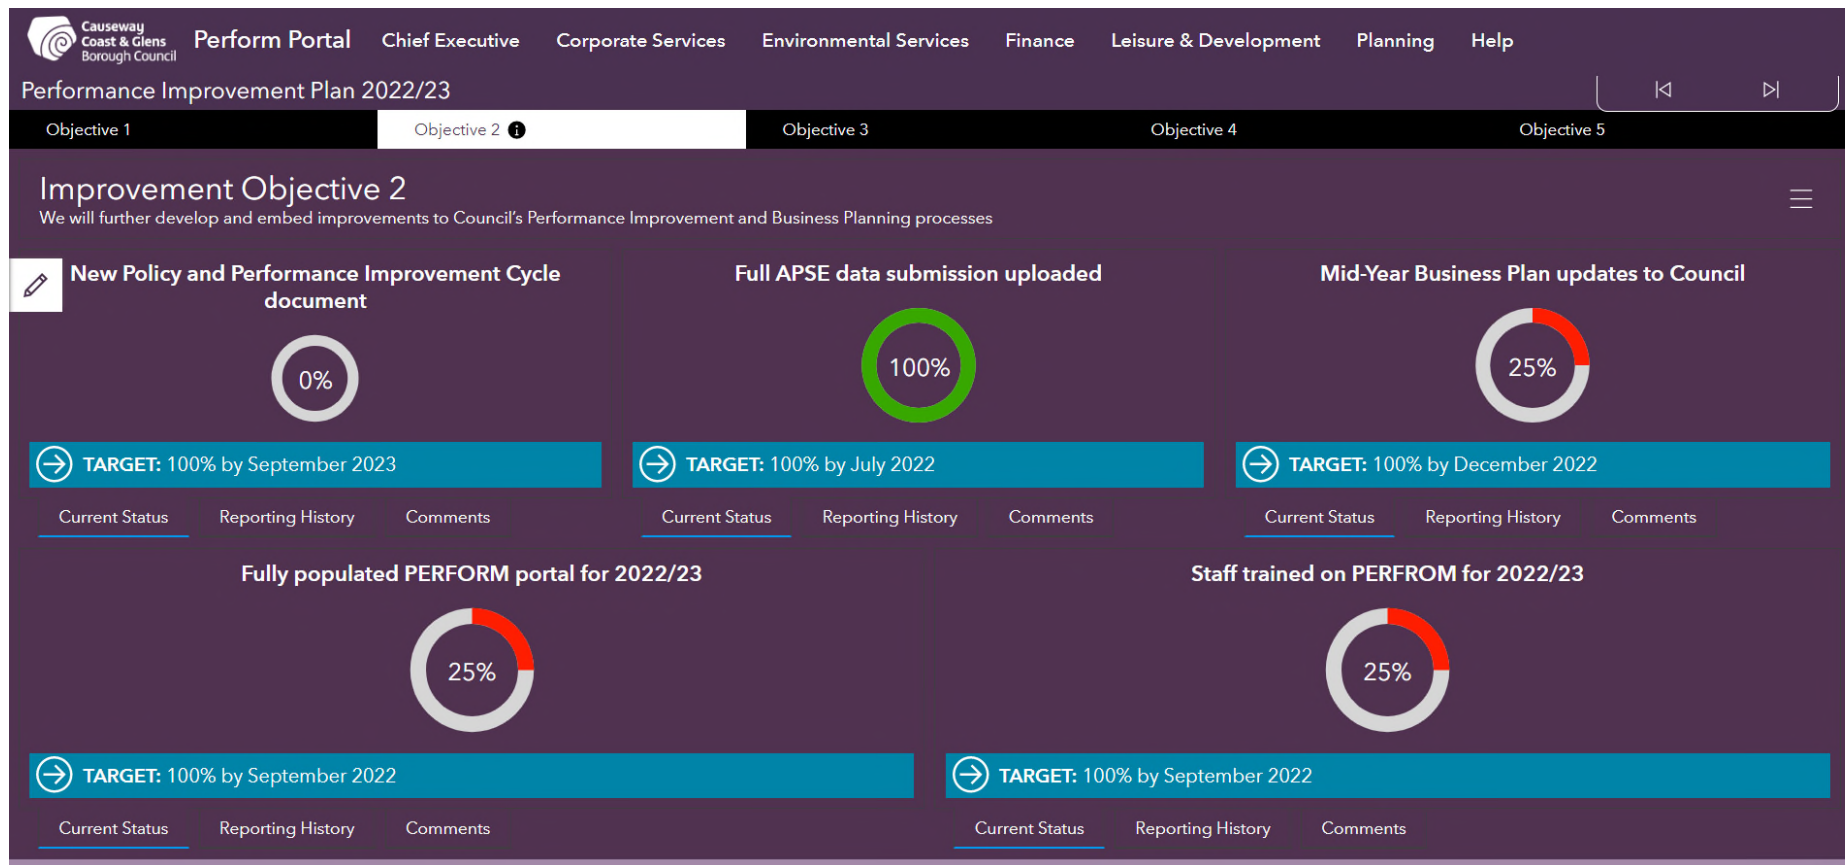 Causeway
Coast & Glens
Borough Council
Perform Portal Chief Executive Corporate Services Environmental Services Finance Leisure & Development Planning Help
Performance Improvement Plan 2022/23
Objective 1 Objective 2 Objective 3 Objective 4 Objective 5
Improvement Objective 2
We will further develop and embed improvements to Council's Performance Improvement and Business Planning processes
New Policy and Performance Improvement Cycle
document
0%
TARGET: 100% by September 2023
Current Status Reporting History Comments
Full APSE data submission uploaded
100%
TARGET: 100% by July 2022
Current Status Reporting History Comments
Mid-Year Business Plan updates to Council
25%
TARGET: 100% by December 2022
Current Status Reporting History Comments
Fully populated PERFORM portal for 2022/23
25%
TARGET: 100% by September 2022
Current Status Reporting History Comments
Staff trained on PERFROM for 2022/23
25%
TARGET: 100% by September 2022
Current Status Reporting History Comments